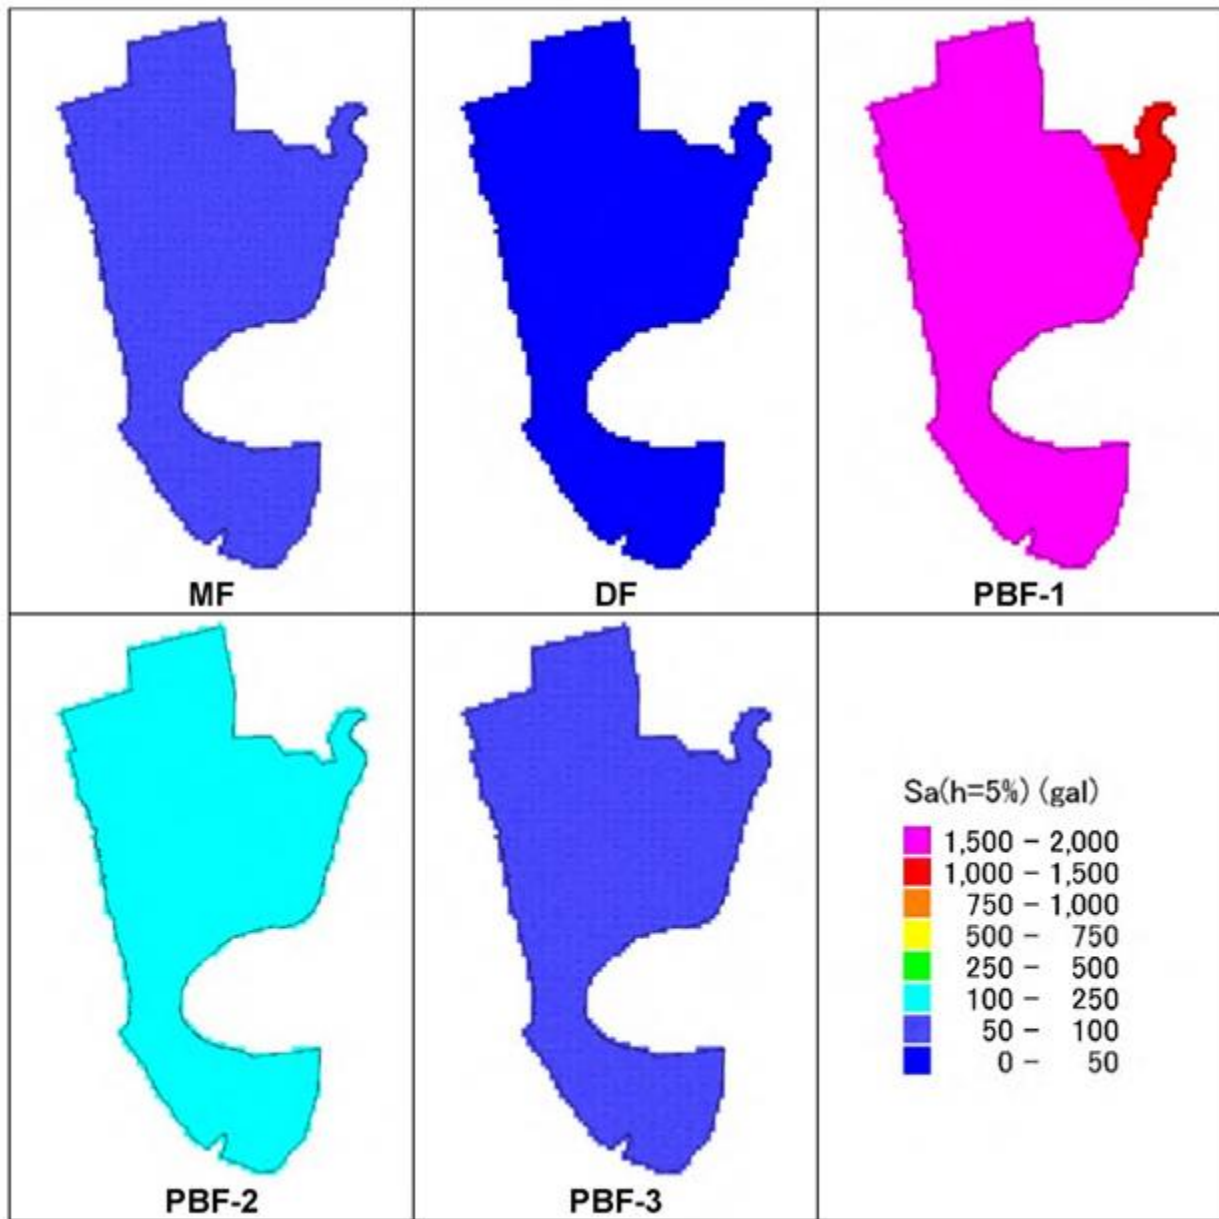 MF
DF
PBF-1
PBF-2
PBF-3
Sa(h=5%) (gal)
1,500 - 2,000
1,000 - 1,500
750 - 1,000
500 - 750
250 - 500
100 - 250
50 - 100
0 - 50